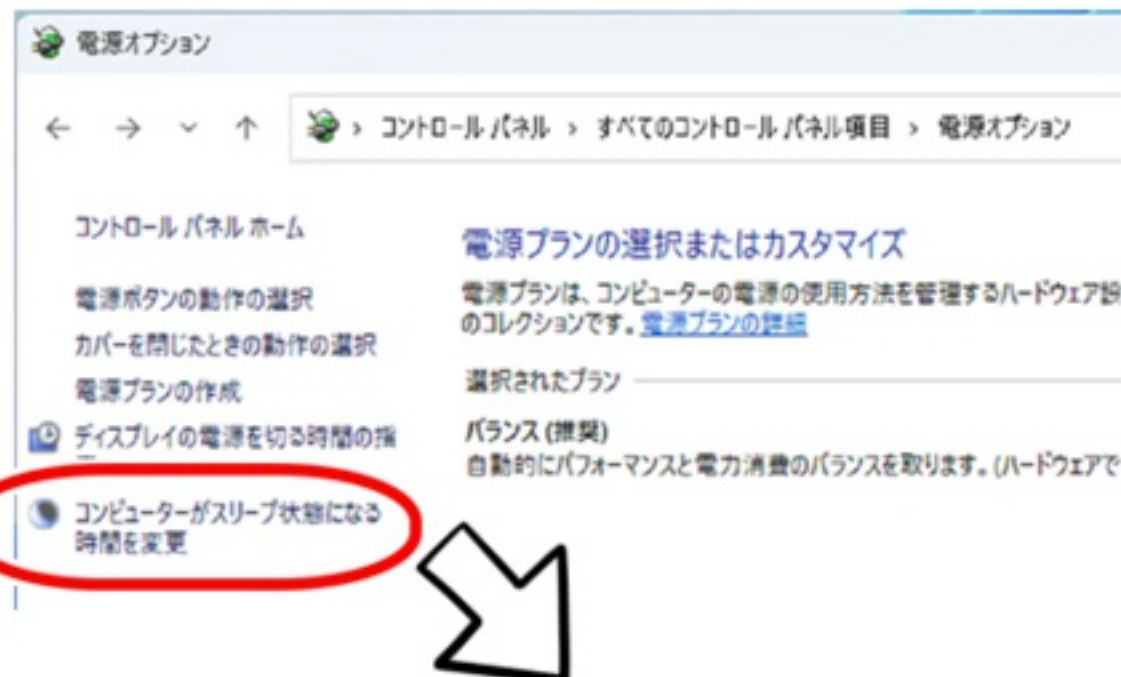 電源オプション
コントロール パネル › すべてのコントロール パネル項目 › 電源オプション
コントロール パネル ホーム
電源ボタンの動作の選択
カバーを閉じたときの動作の選択
電源プランの作成
ディスプレイの電源を切る時間の指
コンピューターがスリープ状態になる
時間を変更
電源プランの選択またはカスタマイズ
電源プランは、コンピューターの電源の使用方法を管理するハードウェア設
のコレクションです。電源プランの詳細
選択されたプラン
バランス (推奨)
自動的にパフォーマンスと電力消費のバランスを取ります。(ハードウェアで